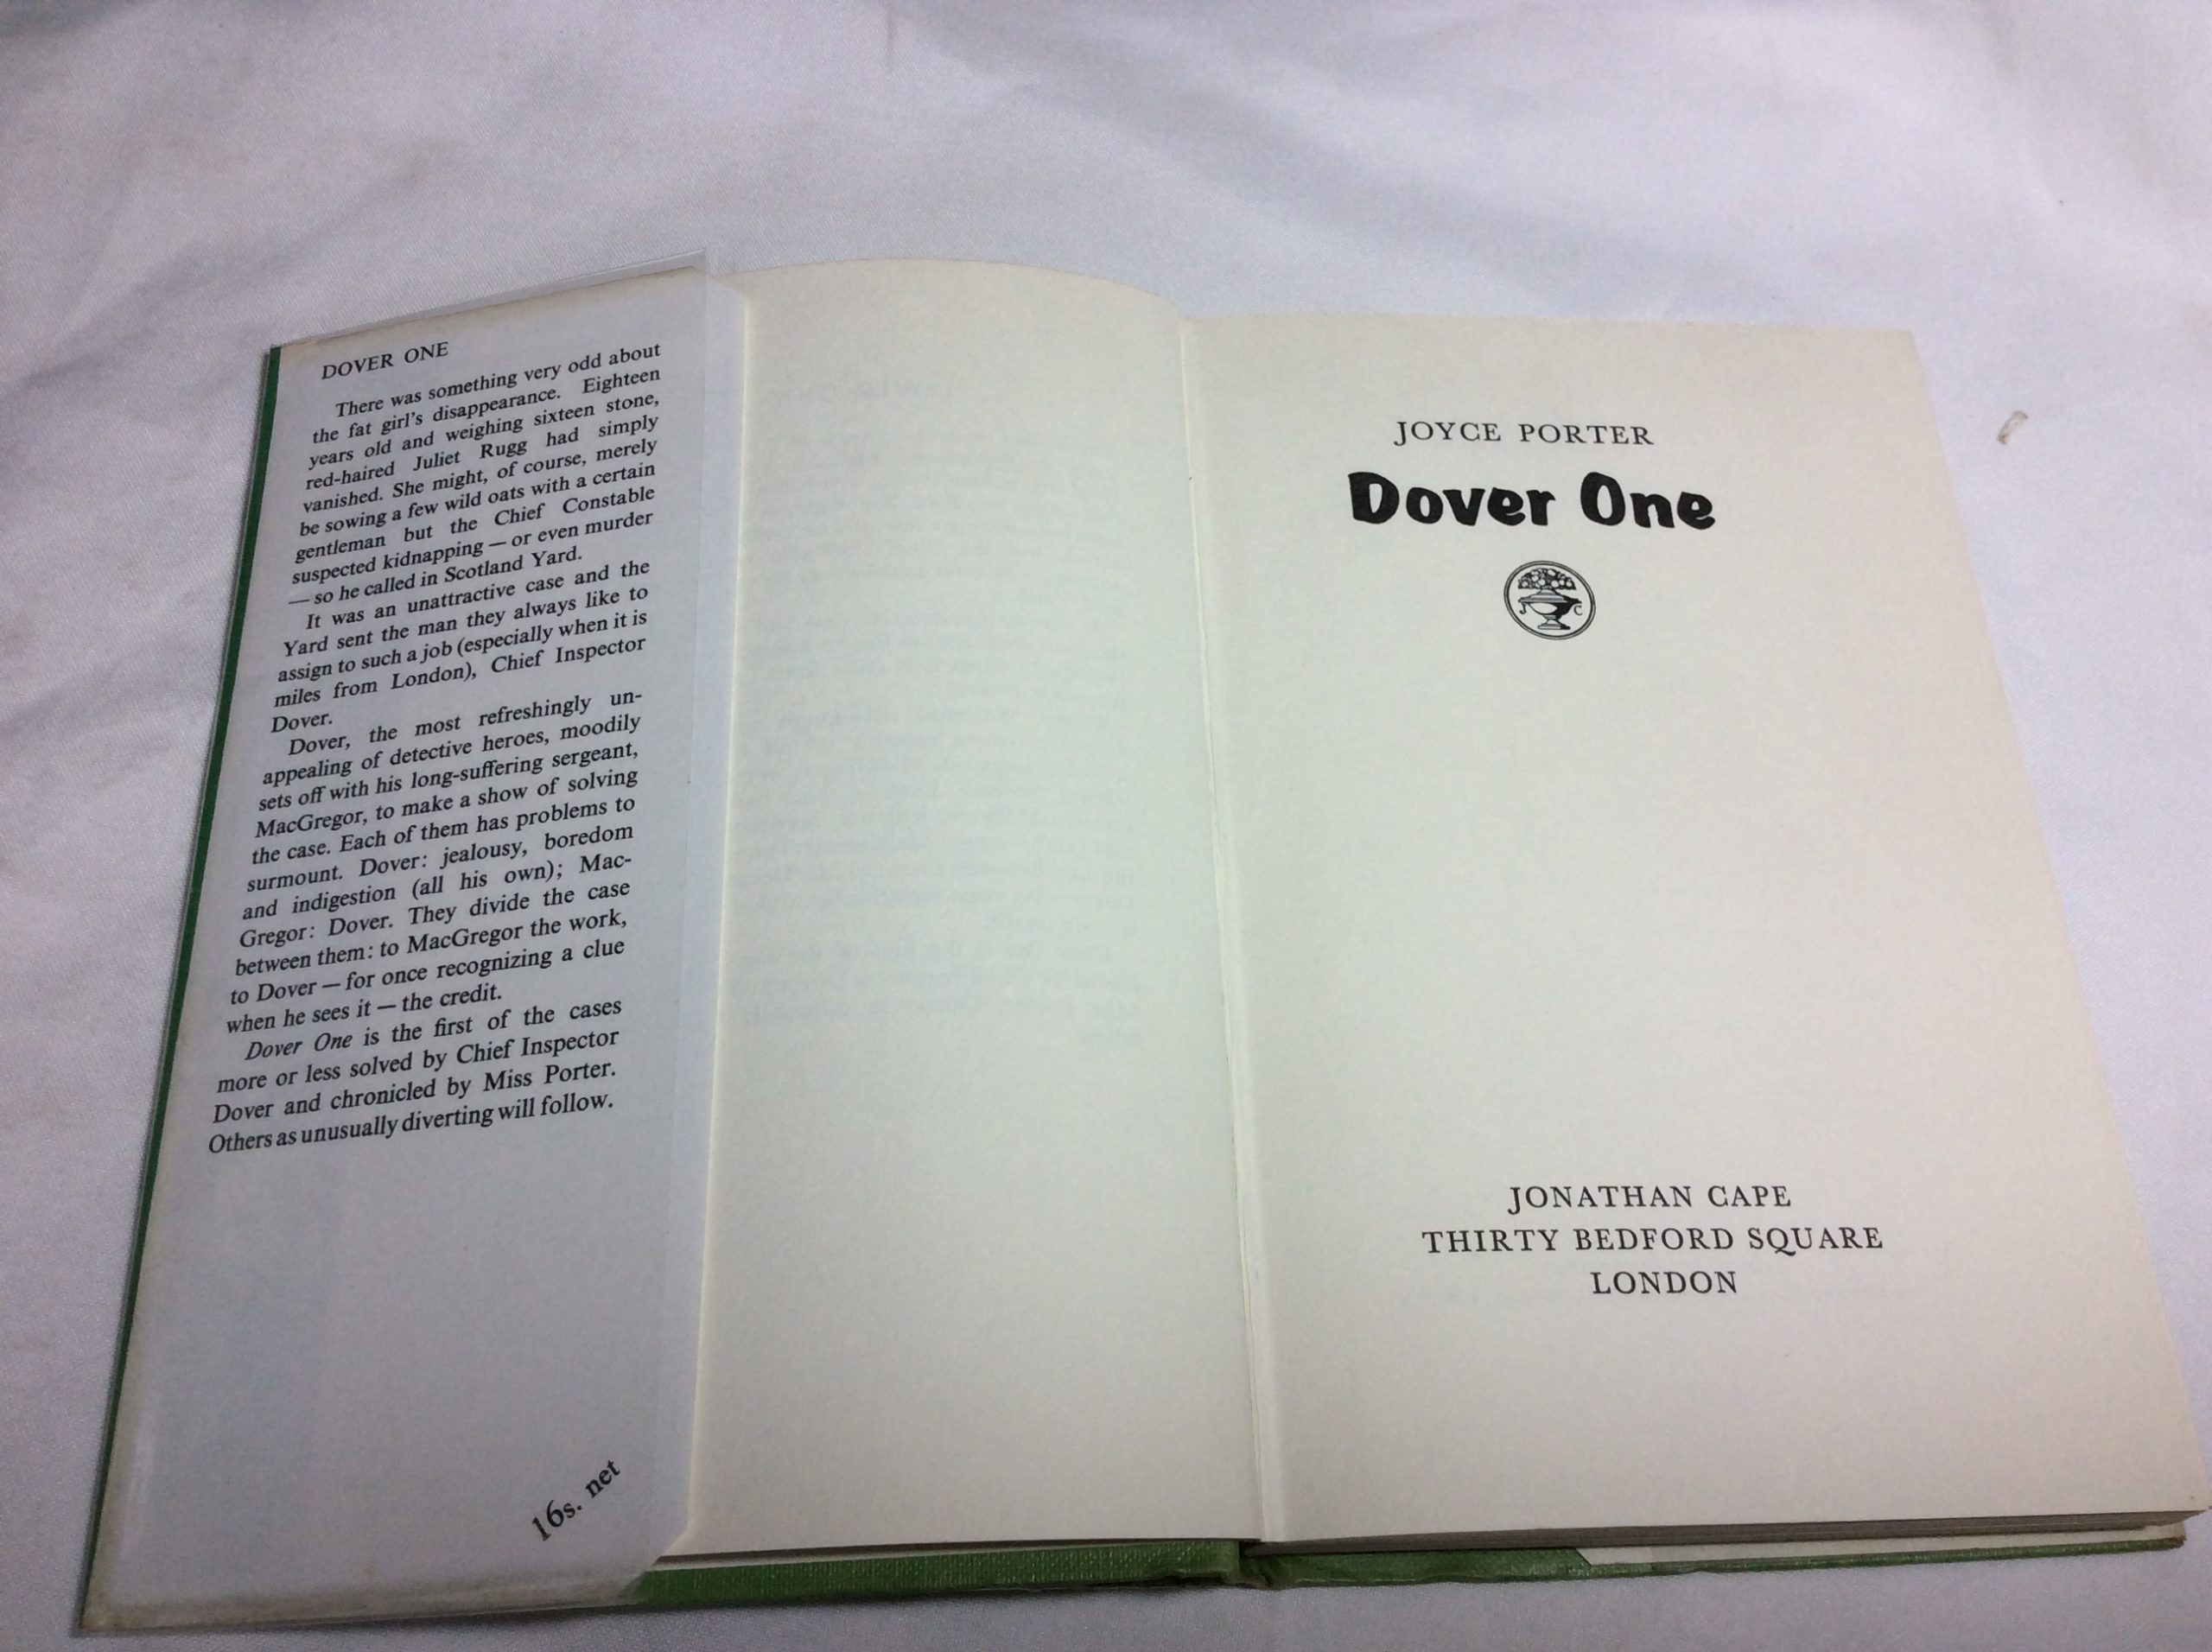 DOVER ONE
There was something very odd about
the fat girl's disappearance. Eighteen
years old and weighing sixteen stone,
red-haired Juliet Rugg had simply
vanished. She might, of course, merely
be sowing a few wild oats with a certain
gentleman but the Chief Constable
suspected kidnapping — or even murder
— so he called in Scotland Yard.
It was an unattractive case and the
Yard sent the man they always like to
assign to such a job (especially when it is
miles from London), Chief Inspector
Dover.
Dover, the most refreshingly un-
appealing of detective heroes, moodily
sets off with his long-suffering sergeant,
MacGregor, to make a show of solving
the case. Each of them has problems to
surmount. Dover: jealousy, boredom
and indigestion (all his own); Mac-
Gregor: Dover. They divide the case
between them: to MacGregor the work,
to Dover — for once recognizing a clue
when he sees it — the credit.
Dover One is the first of the cases
more or less solved by Chief Inspector
Dover and chronicled by Miss Porter.
Others as unusually diverting will follow.
16s. net
JOYCE PORTER
Dover One
J C
JONATHAN CAPE
THIRTY BEDFORD SQUARE
LONDON